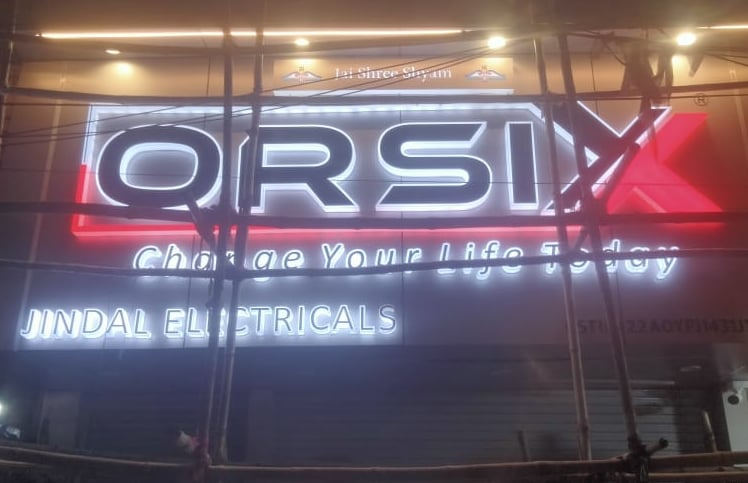 Jai Shree Shyam
ORSIX ®
Change Your Life Today
JINDAL ELECTRICALS